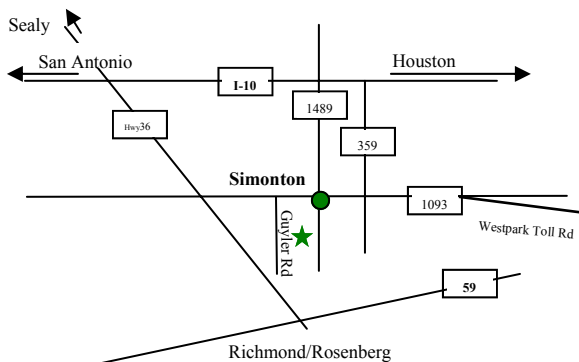 Sealy
San Antonio
Houston
I-10
1489
Hwy36
359
Simonton
1093
Guyler Rd
Westpark Toll Rd
59
Richmond/Rosenberg